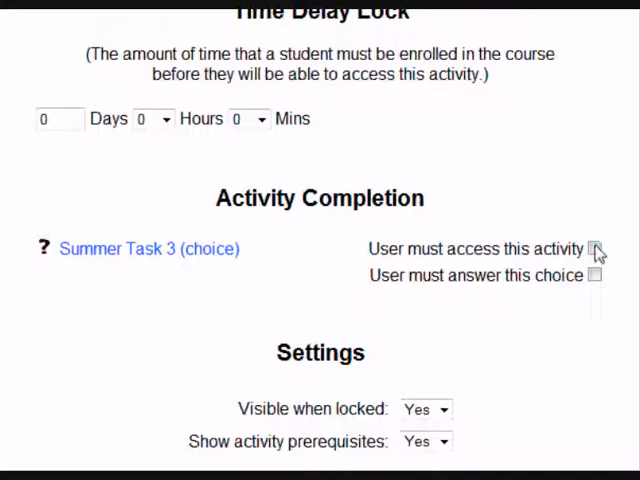 Time Delay Lock
(The amount of time that a student must be enrolled in the course
before they will be able to access this activity.)
0 Days 0 Hours 0 Mins
Activity Completion
? Summer Task 3 (choice) User must access this activity
User must answer this choice
Settings
Visible when locked: Yes
Show activity prerequisites: Yes